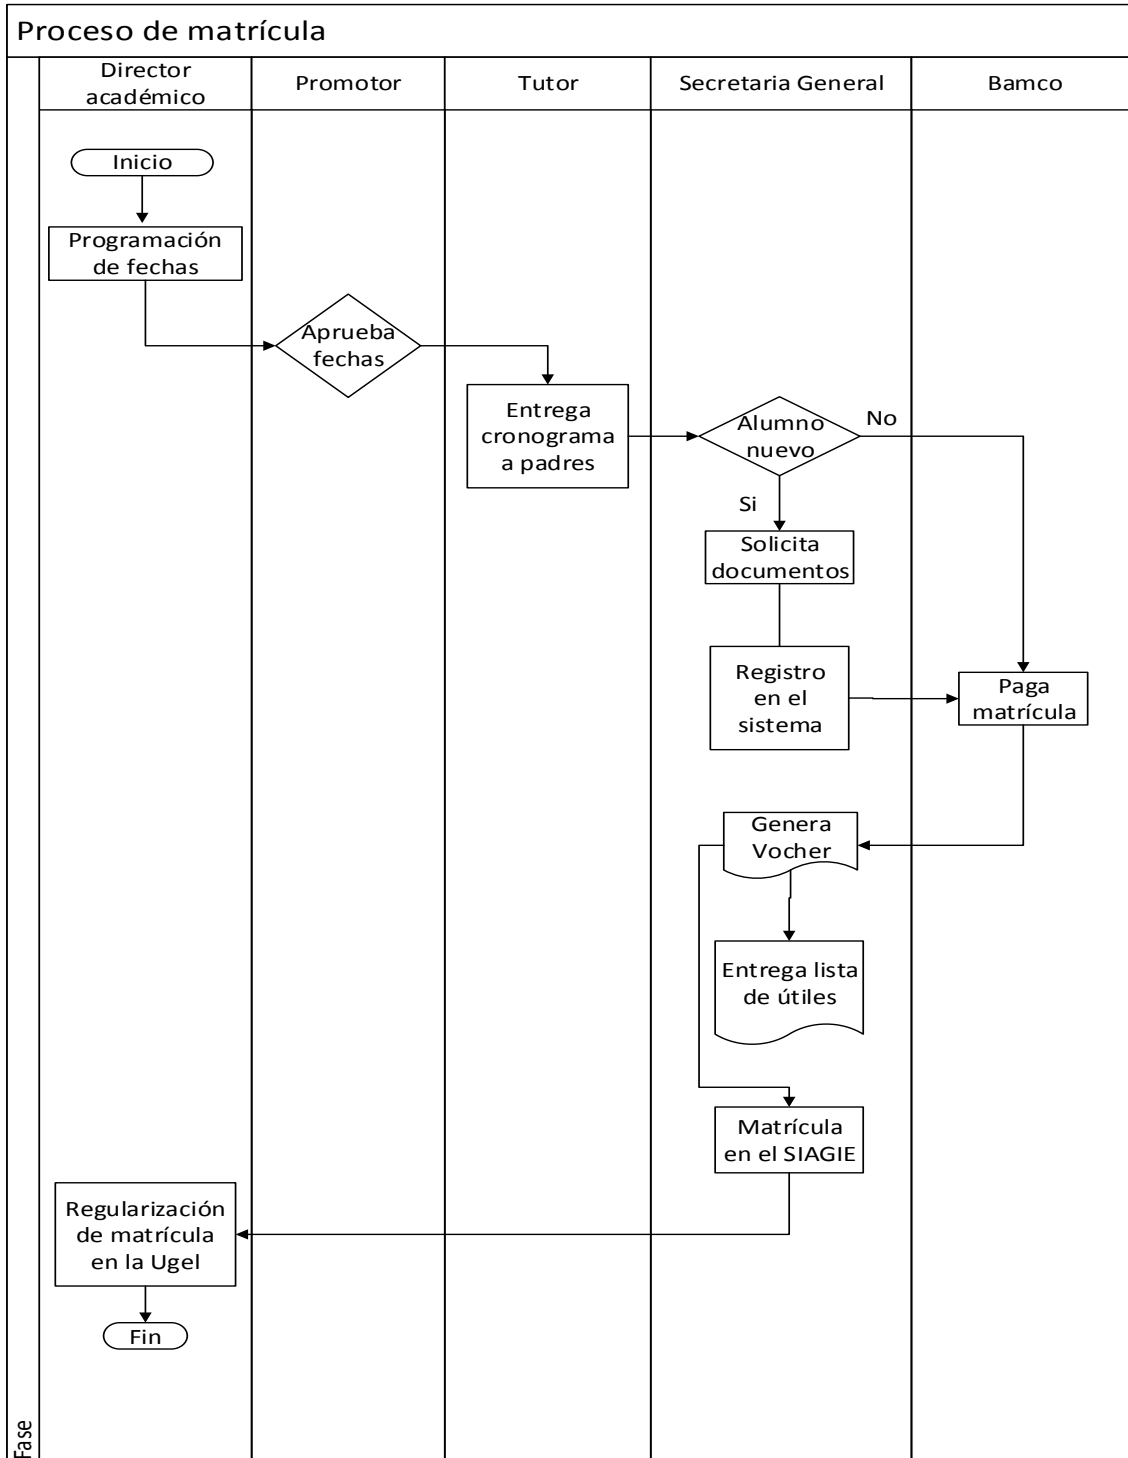 Proceso de matrícula
Director
académico
Promotor
Tutor
Secretaria General
Bamco
Inicio
Programación
de fechas
Aprueba
fechas
Entrega
cronograma
a padres
Alumno
nuevo
No
Si
Solicita
documentos
Registro
en el
sistema
Paga
matrícula
Genera
Vocher
Entrega lista
de útiles
Matrícula
en el SIAGIE
Regularización
de matrícula
en la Ugel
Fin
Fase